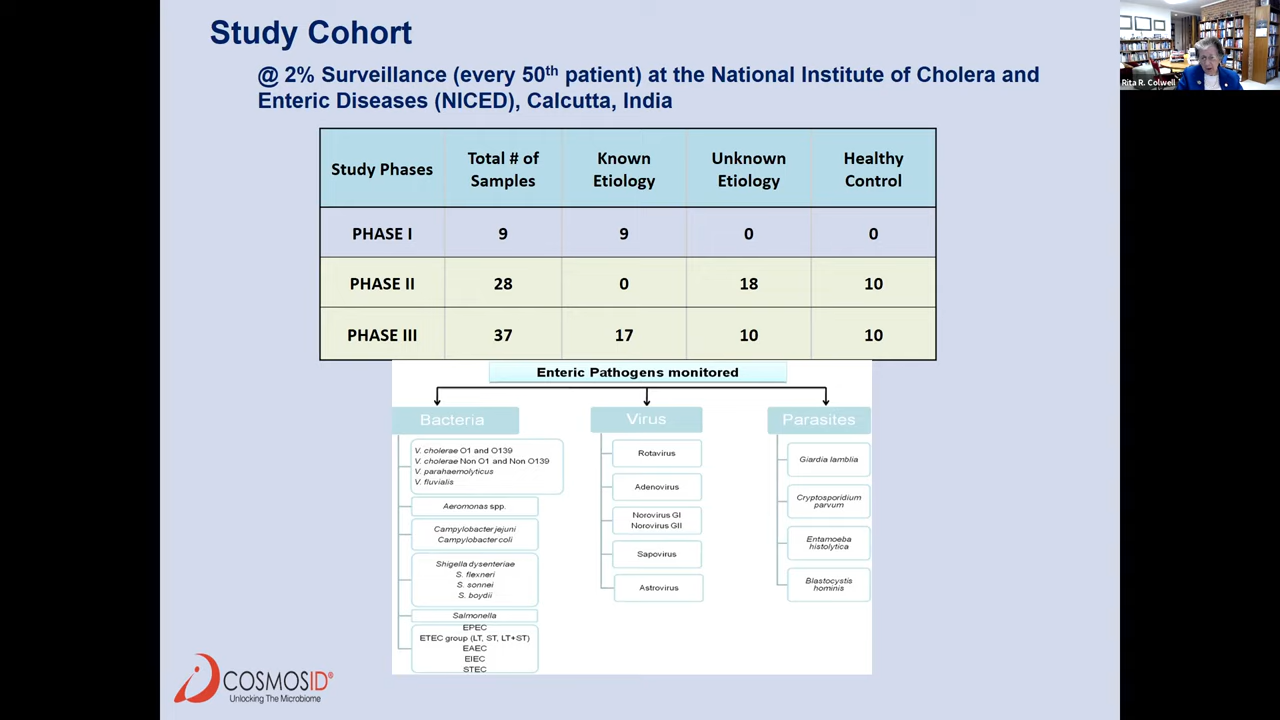 Study Cohort
@ 2% Surveillance (every 50th patient) at the National Institute of Cholera and
Enteric Diseases (NICED), Calcutta, India
Rita R. Colwell
Study Phases
Total # of
Samples
Known
Etiology
Unknown
Etiology
Healthy
Control
PHASE I 9 9 0 0
PHASE II 28 0 18 10
PHASE III 37 17 10 10
Enteric Pathogens monitored
Bacteria
V. cholerae O1 and O139
V. cholerae Non O1 and Non O139
V. parahaemolyticus
V. fluvialis
Aeromonas spp.
Campylobacter jejuni
Campylobacter coli
Shigella dysenteriae
S. flexneri
S. sonnei
S. boydii
Salmonella
EPEC
ETEC group (LT, ST, LT+ST)
EAEC
EIEC
STEC
Virus
Rotavirus
Adenovirus
Norovirus GI
Norovirus GII
Sapovirus
Astrovirus
Parasites
Giardia lamblia
Cryptosporidium
parvum
Entamoeba
histolytica
Blastocystis
hominis
COSMOSID®
Unlocking The Microbiome